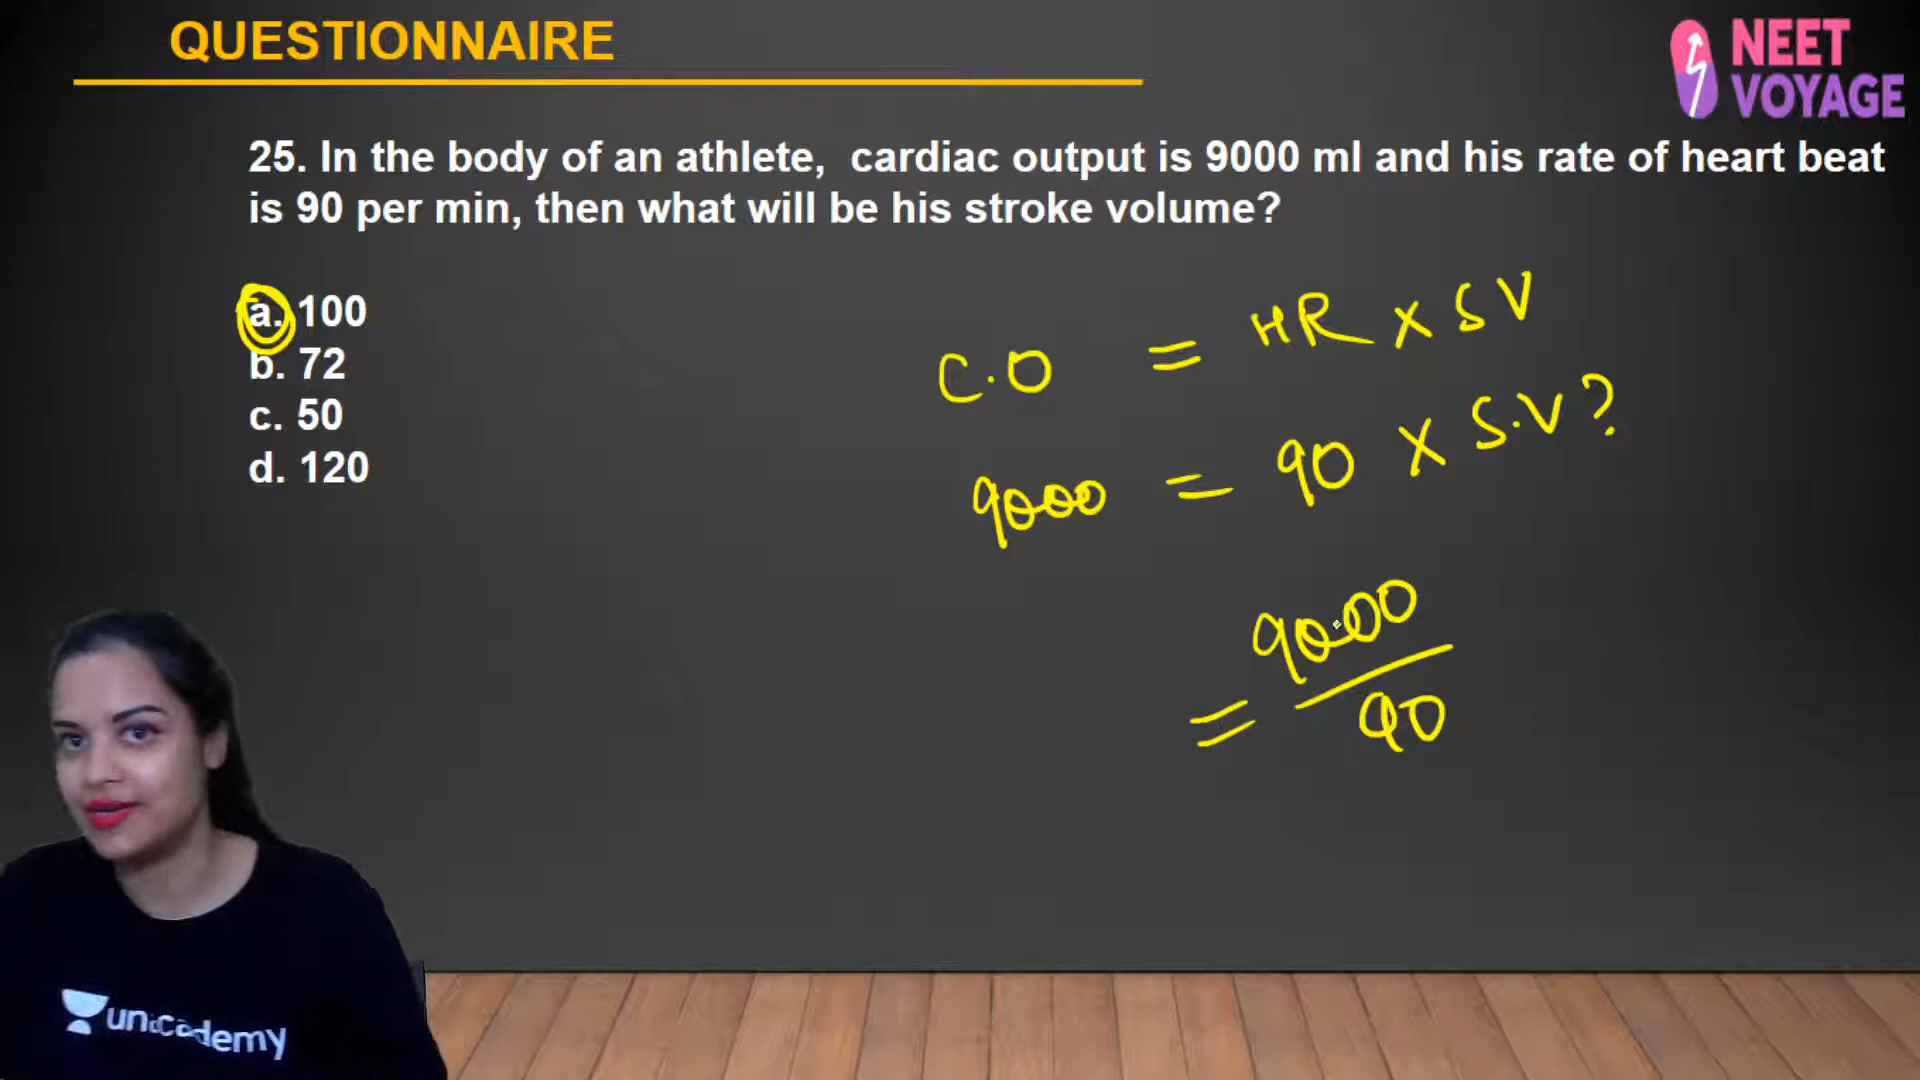 QUESTIONNAIRE
NEET
VOYAGE
25. In the body of an athlete, cardiac output is 9000 ml and his rate of heart beat
is 90 per min, then what will be his stroke volume?
a. 100
b. 72
c. 50
d. 120
C.O = HR X SV
9000 = 90 X S.V?
= 9000
90
unacademy